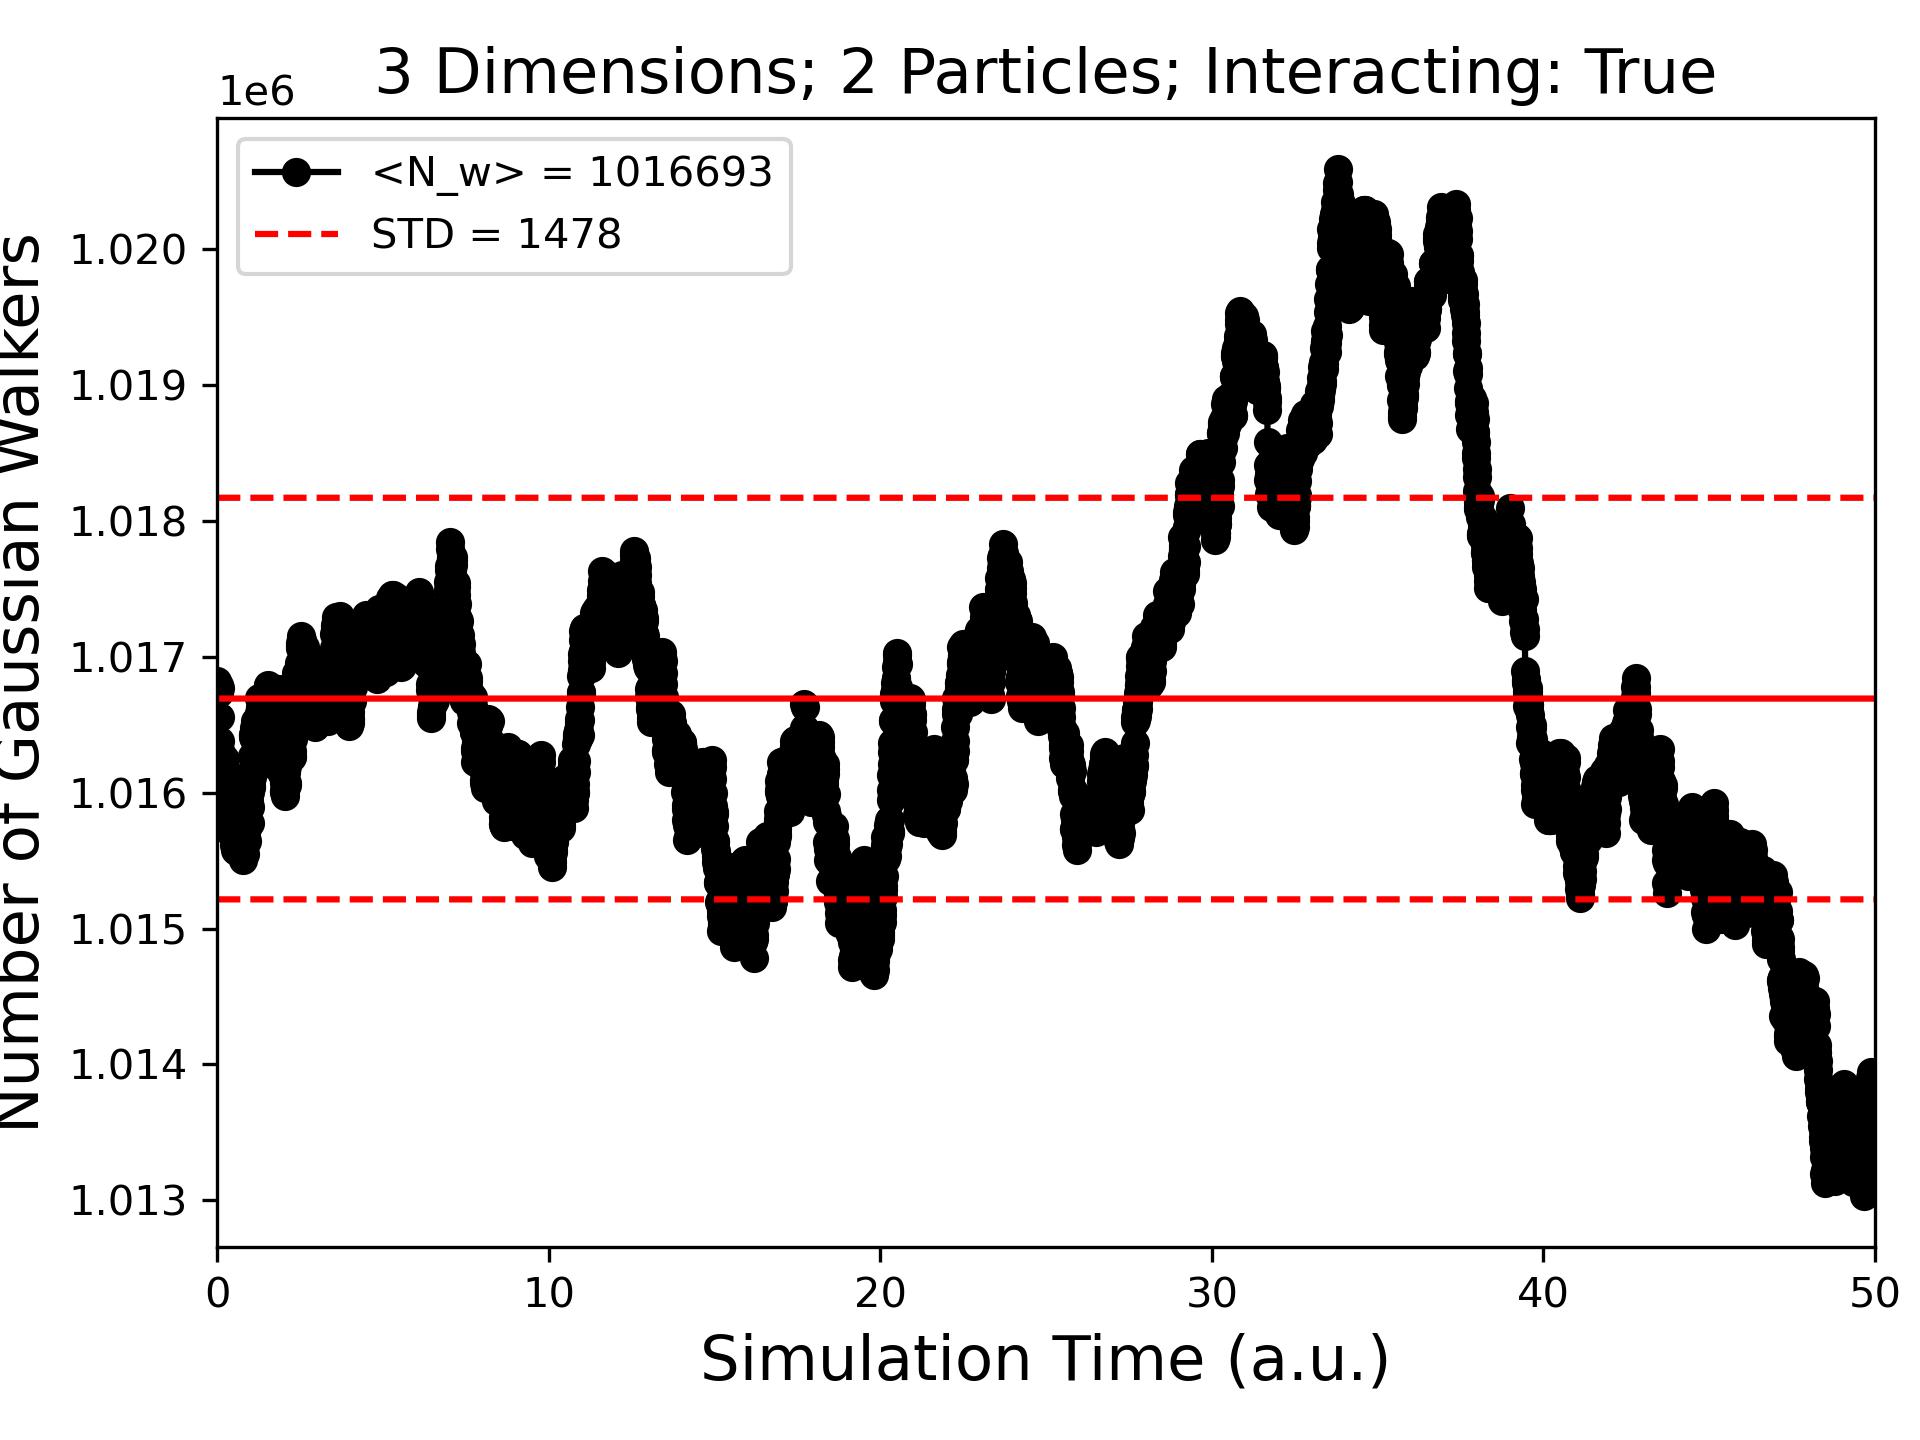 3 Dimensions; 2 Particles; Interacting: True
1e6
<N_w> = 1016693
STD = 1478
Number of Gaussian Walkers
1.020
1.019
1.018
1.017
1.016
1.015
1.014
1.013
0 10 20 30 40 50
Simulation Time (a.u.)